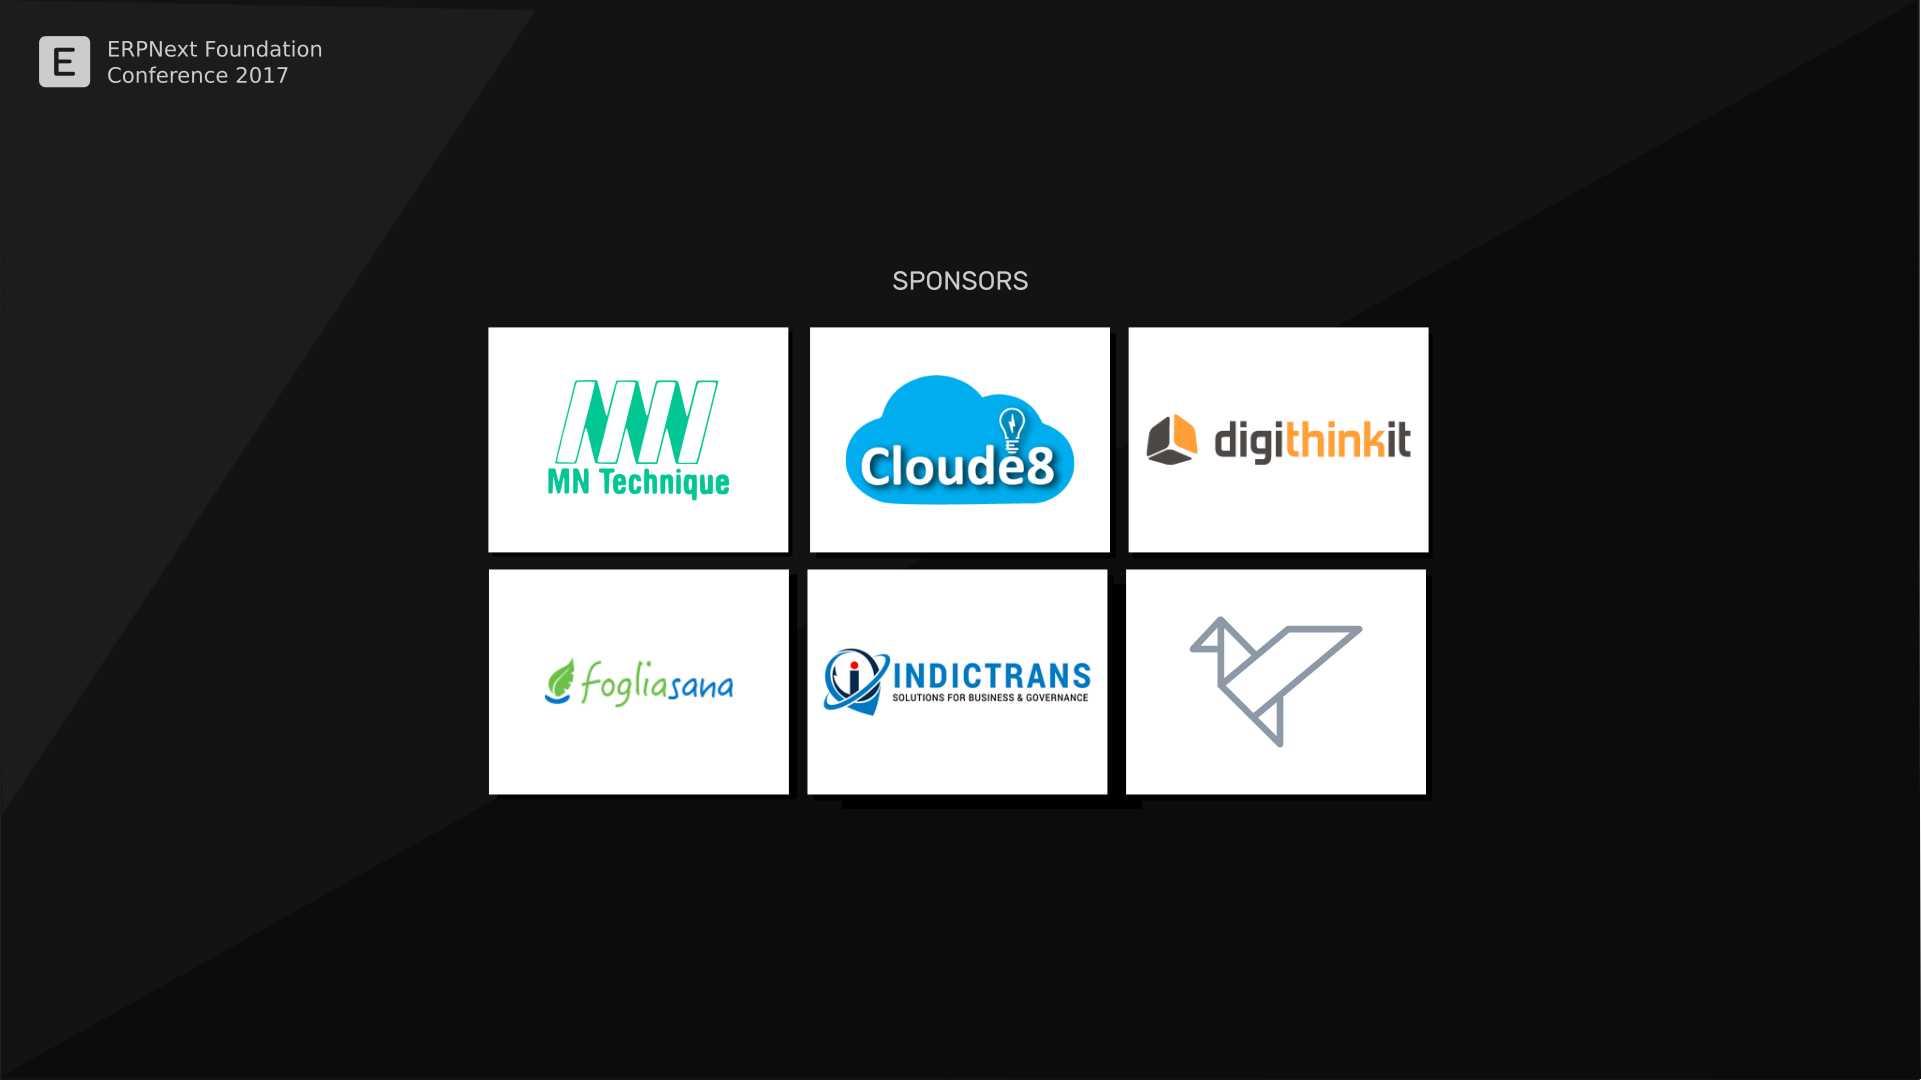 E
ERPNext Foundation
Conference 2017
SPONSORS
MN Technique
Cloude8
digithinkit
fogliasana
INDICTRANS
SOLUTIONS FOR BUSINESS & GOVERNANCE